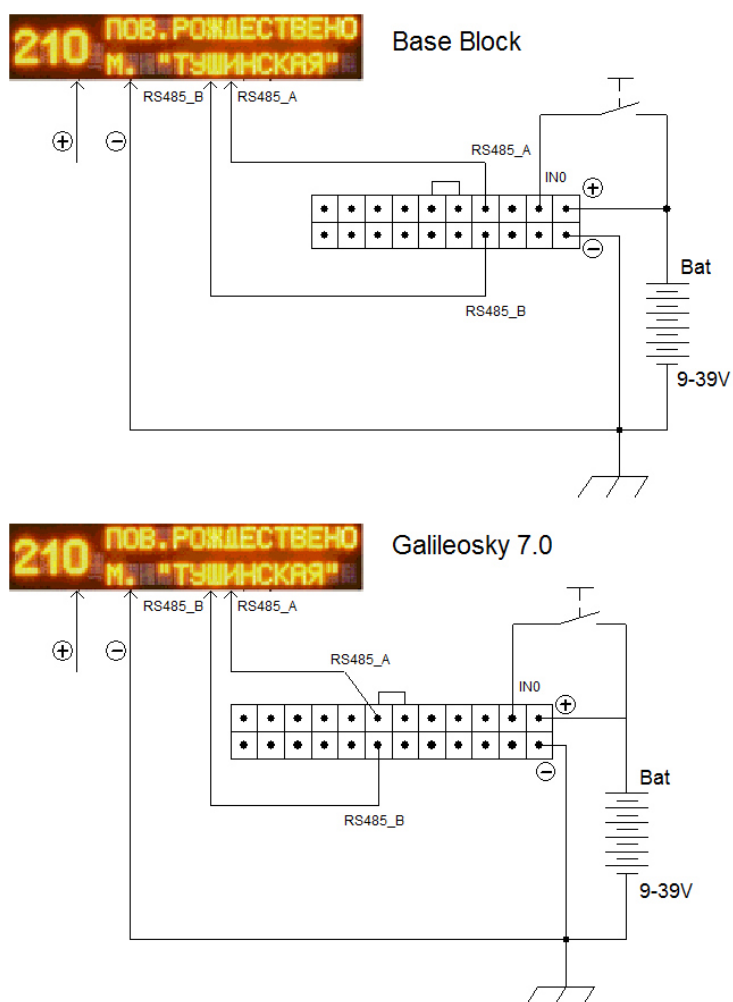 210 ПОВ.РОЖДЕСТВЕНО
М. "ТУШИНСКАЯ"
Base Block
RS485_B RS485_A
+ −
RS485_A
IN0
+
−
Bat
RS485_B
9-39V
210 ПОВ.РОЖДЕСТВЕНО
М. "ТУШИНСКАЯ"
Galileosky 7.0
RS485_B RS485_A
+ −
RS485_A
IN0
+
−
Bat
RS485_B
9-39V